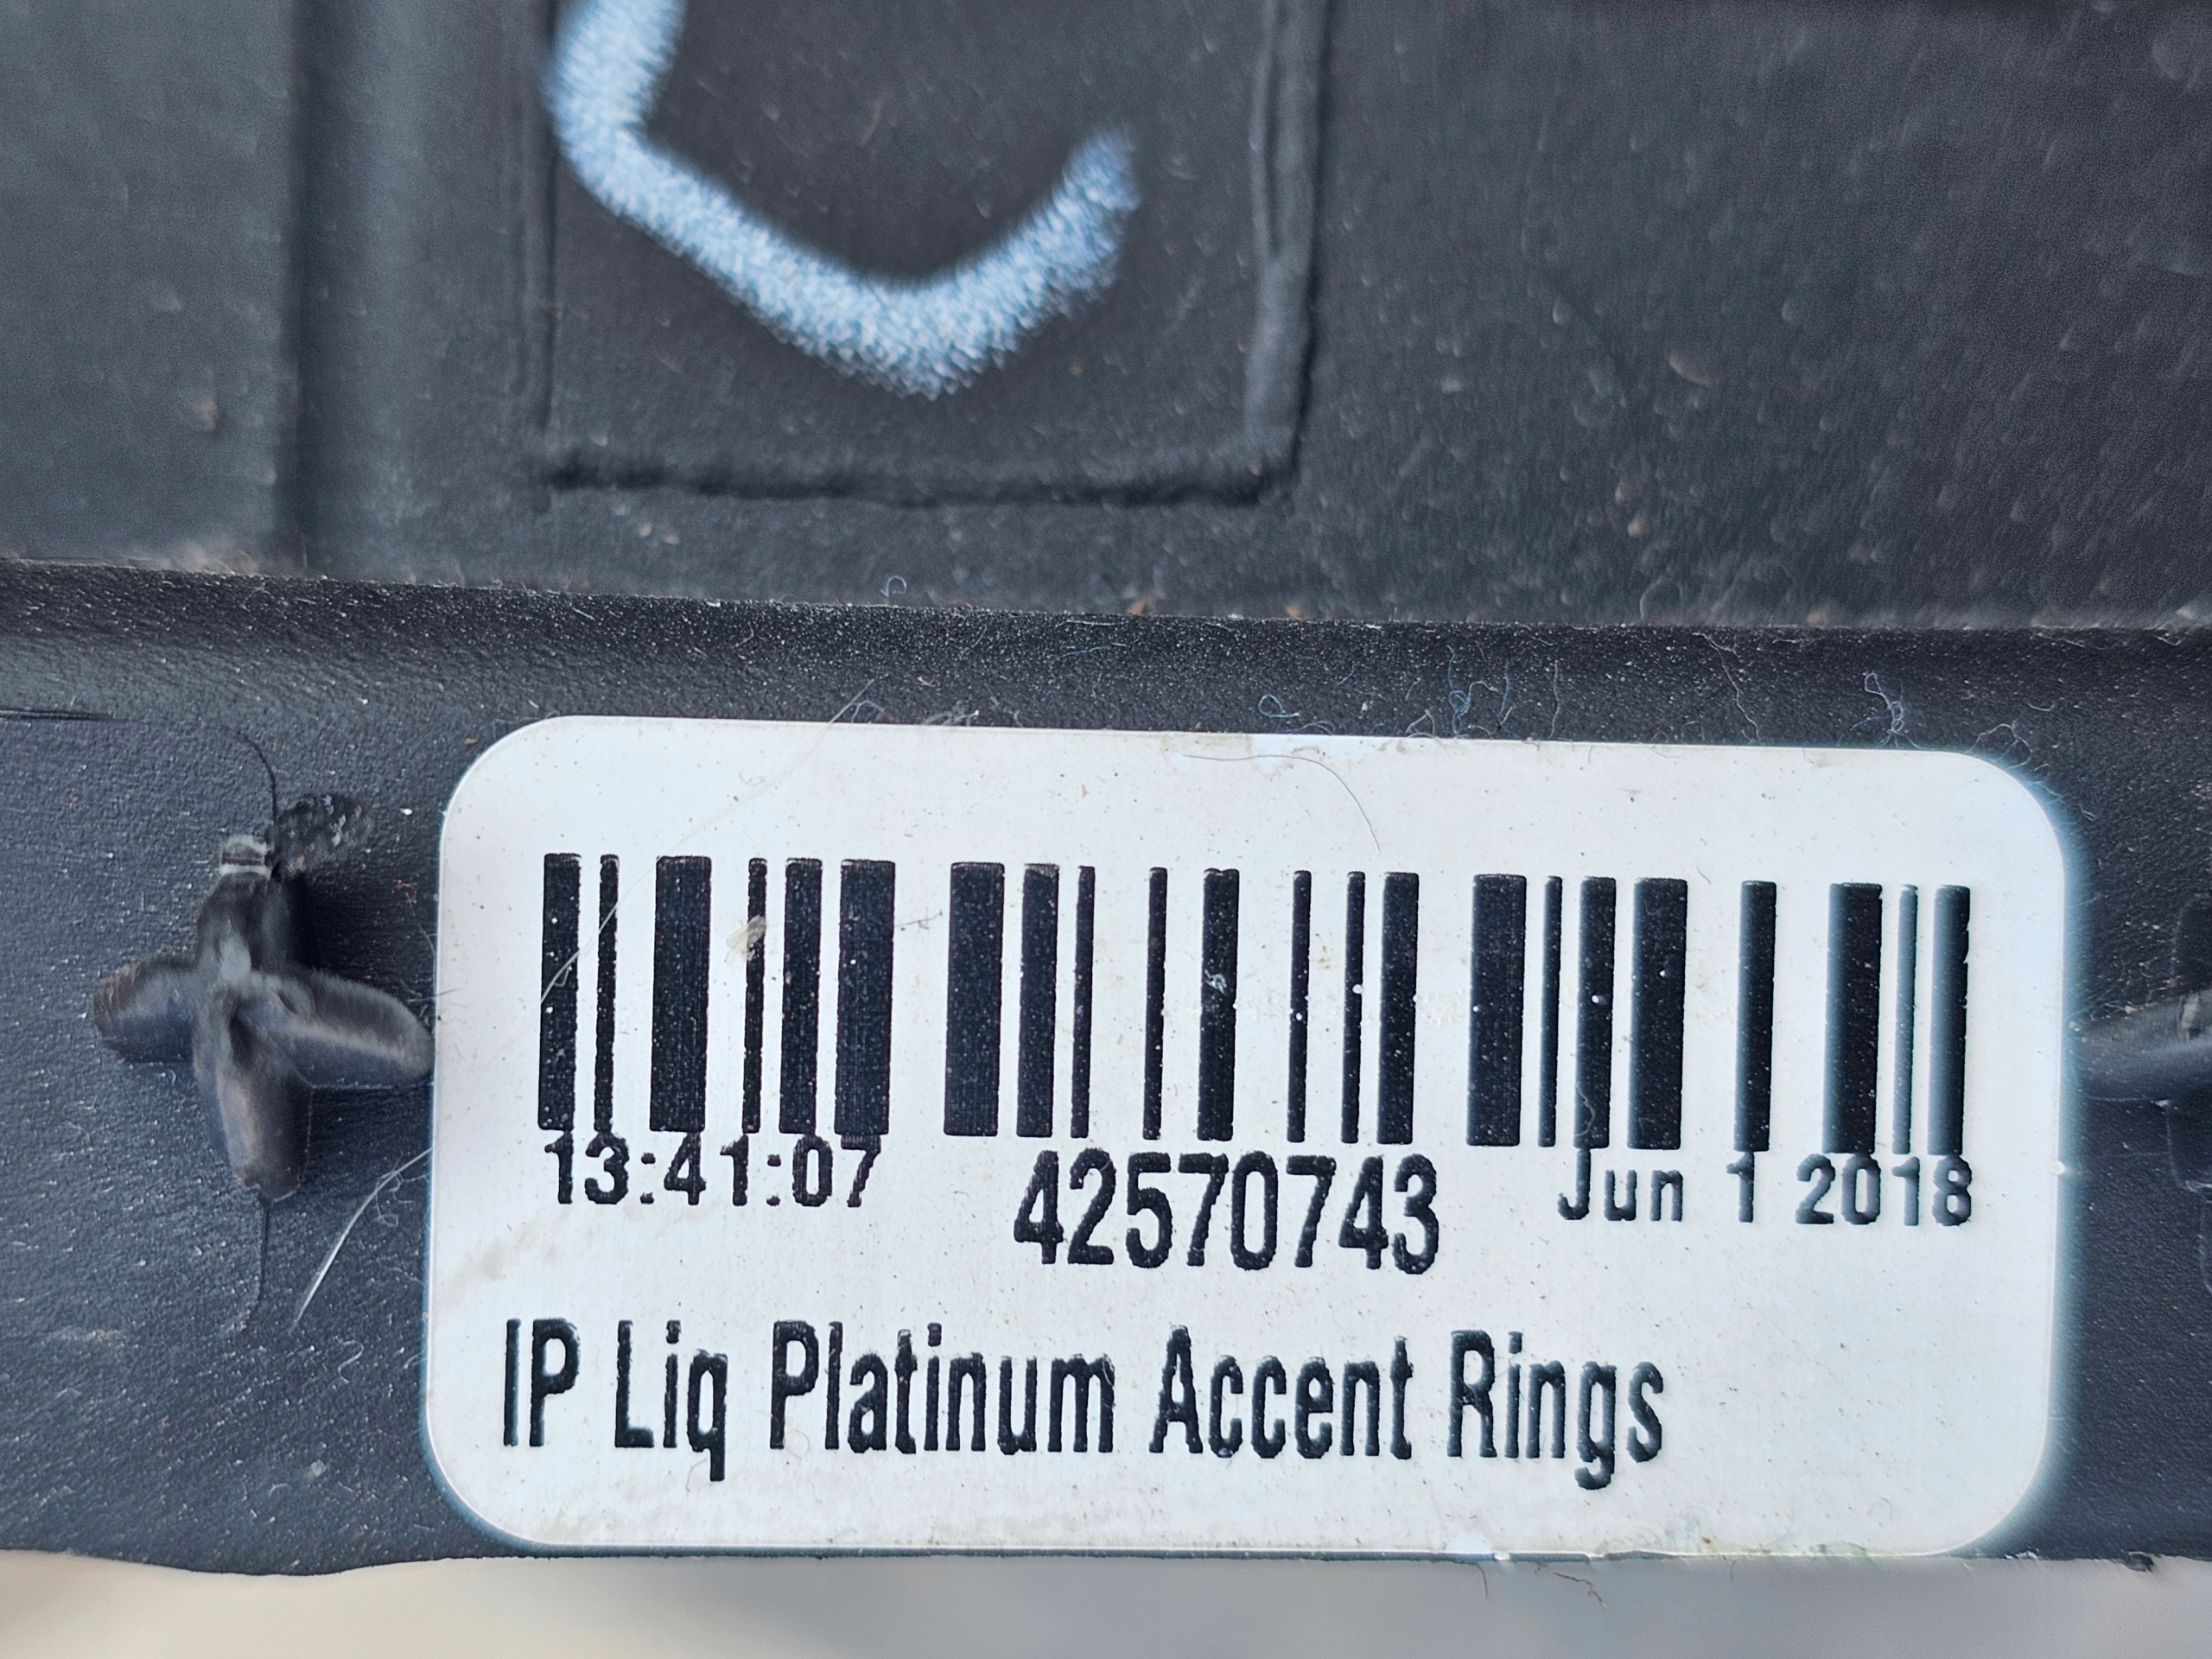 13:41:07 42570743 Jun 1 2018
IP Liq Platinum Accent Rings